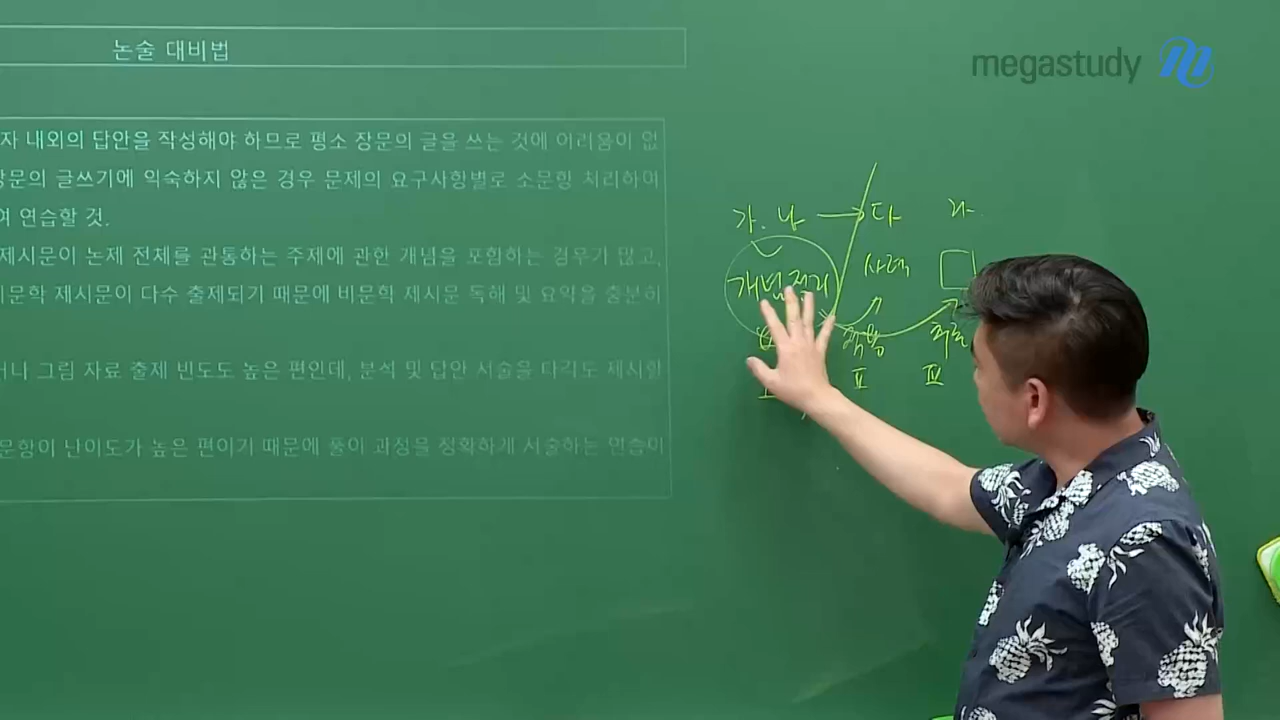 논술 대비법
megastudy
자 내외의 답안을 작성해야 하므로 평소 장문의 글을 쓰는 것에 어려움이 없
장문의 글쓰기에 익숙하지 않은 경우 문제의 요구사항별로 소문항 처리하여
여 연습할 것.
제시문이 논제 전체를 관통하는 주제에 관한 개념을 포함하는 경우가 많고,
비문학 제시문이 다수 출제되기 때문에 비문학 제시문 독해 및 요약을 충분히
거나 그림 자료 출제 빈도도 높은 편인데, 분석 및 답안 서술을 다각도 제시할
문항이 난이도가 높은 편이기 때문에 풀이 과정을 정확하게 서술하는 연습이
가. 나 다 라
개념정리 사례
II